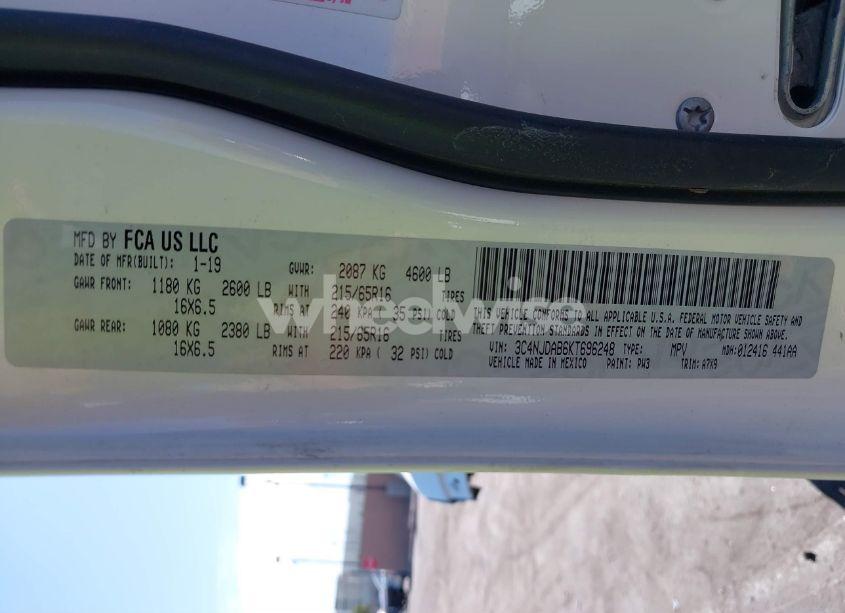 MFD BY FCA US LLC
DATE OF MFR(BUILT): 1-19 GVWR: 2087 KG 4600 LB
GAWR FRONT: 1180 KG 2600 LB WITH 215/65R16 TIRES
16X6.5 RIMS AT 240 KPA ( 35 PSI) COLD
GAWR REAR: 1080 KG 2380 LB WITH 215/65R16 TIRES
16X6.5 RIMS AT 220 KPA ( 32 PSI) COLD
THIS VEHICLE CONFORMS TO ALL APPLICABLE U.S.A. FEDERAL MOTOR VEHICLE SAFETY AND
THEFT PREVENTION STANDARDS IN EFFECT ON THE DATE OF MANUFACTURE SHOWN ABOVE.
VIN: 3C4NJDAB6KT696248 TYPE: MPV MDH: 012416 441AA
VEHICLE MADE IN MEXICO PAINT: PW3 TRIM: A7X9
wheelwire